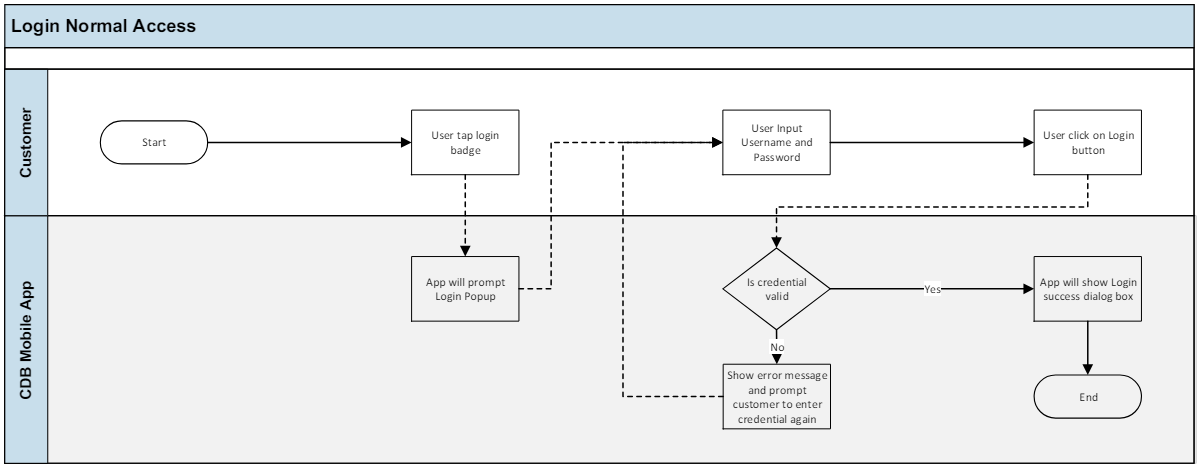 Login Normal Access
Customer
Start
User tap login
badge
User Input
Username and
Password
User click on Login
button
CDB Mobile App
App will prompt
Login Popup
Is credential
valid
Yes
App will show Login
success dialog box
No
Show error message
and prompt
customer to enter
credential again
End